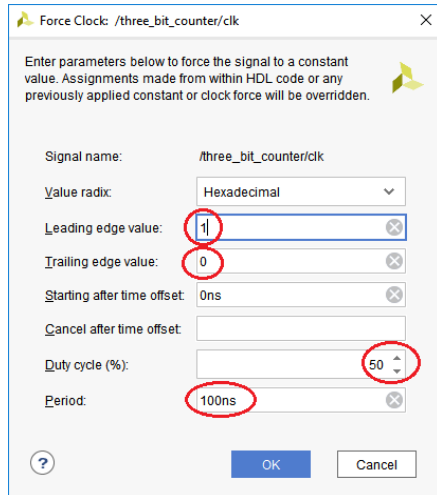 Force Clock: /three_bit_counter/clk
Enter parameters below to force the signal to a constant
value. Assignments made from within HDL code or any
previously applied constant or clock force will be overridden.
Signal name: /three_bit_counter/clk
Value radix: Hexadecimal
Leading edge value: 1
Trailing edge value: 0
Starting after time offset: 0ns
Cancel after time offset:
Duty cycle (%): 50
Period: 100ns
? OK Cancel